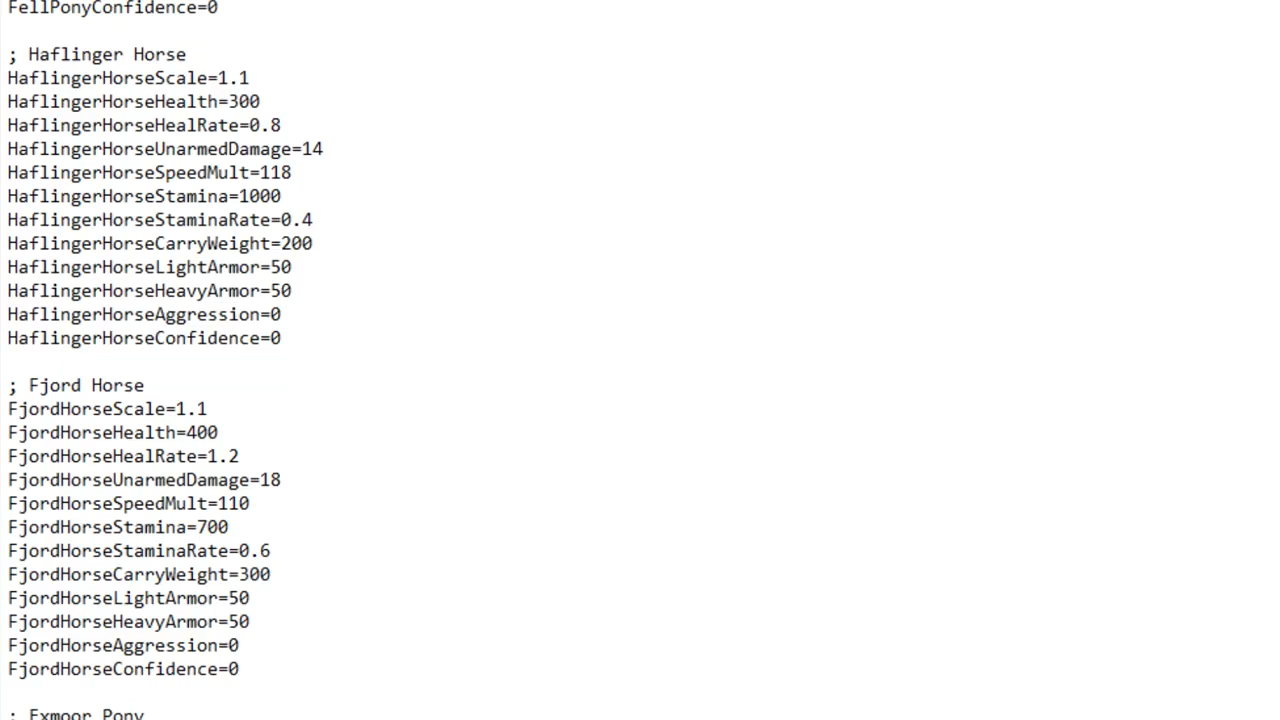 FellPonyConfidence=0
; Haflinger Horse
HaflingerHorseScale=1.1
HaflingerHorseHealth=300
HaflingerHorseHealRate=0.8
HaflingerHorseUnarmedDamage=14
HaflingerHorseSpeedMult=118
HaflingerHorseStamina=1000
HaflingerHorseStaminaRate=0.4
HaflingerHorseCarryWeight=200
HaflingerHorseLightArmor=50
HaflingerHorseHeavyArmor=50
HaflingerHorseAggression=0
HaflingerHorseConfidence=0
; Fjord Horse
FjordHorseScale=1.1
FjordHorseHealth=400
FjordHorseHealRate=1.2
FjordHorseUnarmedDamage=18
FjordHorseSpeedMult=110
FjordHorseStamina=700
FjordHorseStaminaRate=0.6
FjordHorseCarryWeight=300
FjordHorseLightArmor=50
FjordHorseHeavyArmor=50
FjordHorseAggression=0
FjordHorseConfidence=0
; Exmoor Pony